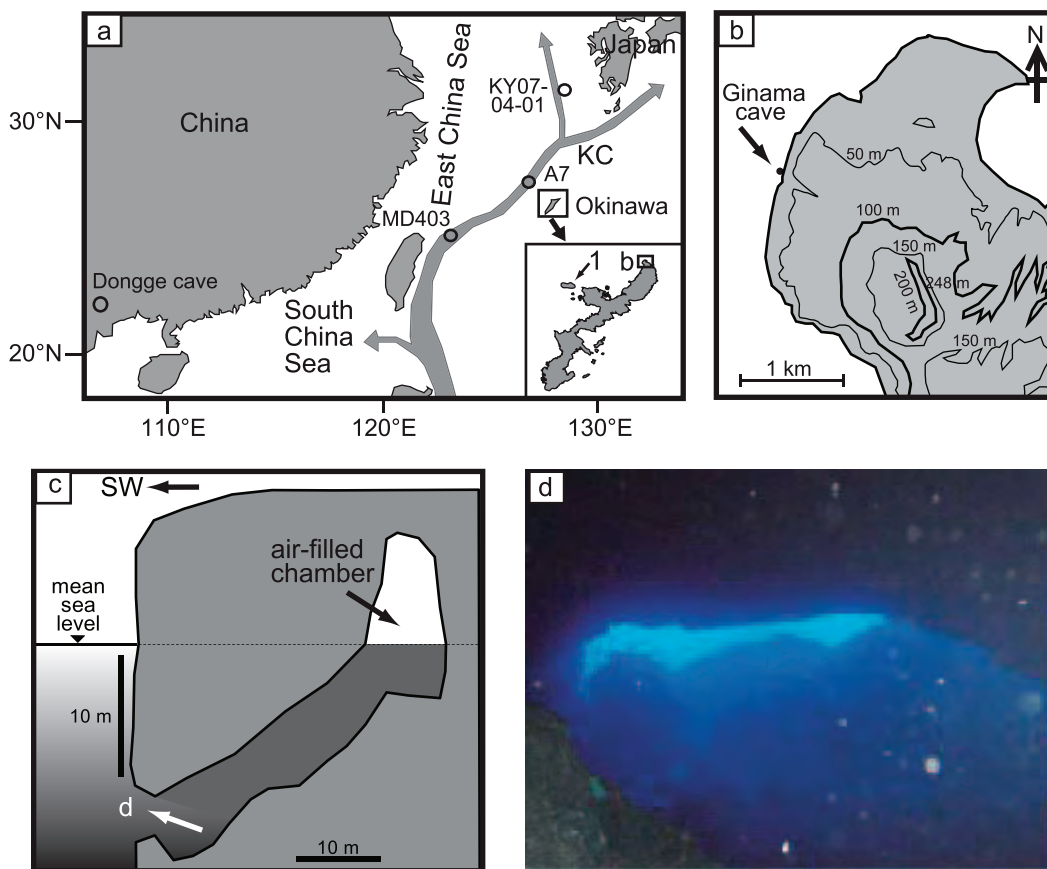 a
Japan
East China Sea
KY07-
04-01
30°N
China
KC
A7
MD403
Okinawa
Dongge cave
1
b
South
China
Sea
20°N
110°E
120°E
130°E
b
N
Ginama
cave
50 m
100 m
150 m
200 m
248 m
150 m
1 km
c
SW
air-filled
chamber
mean
sea
level
10 m
d
10 m
d